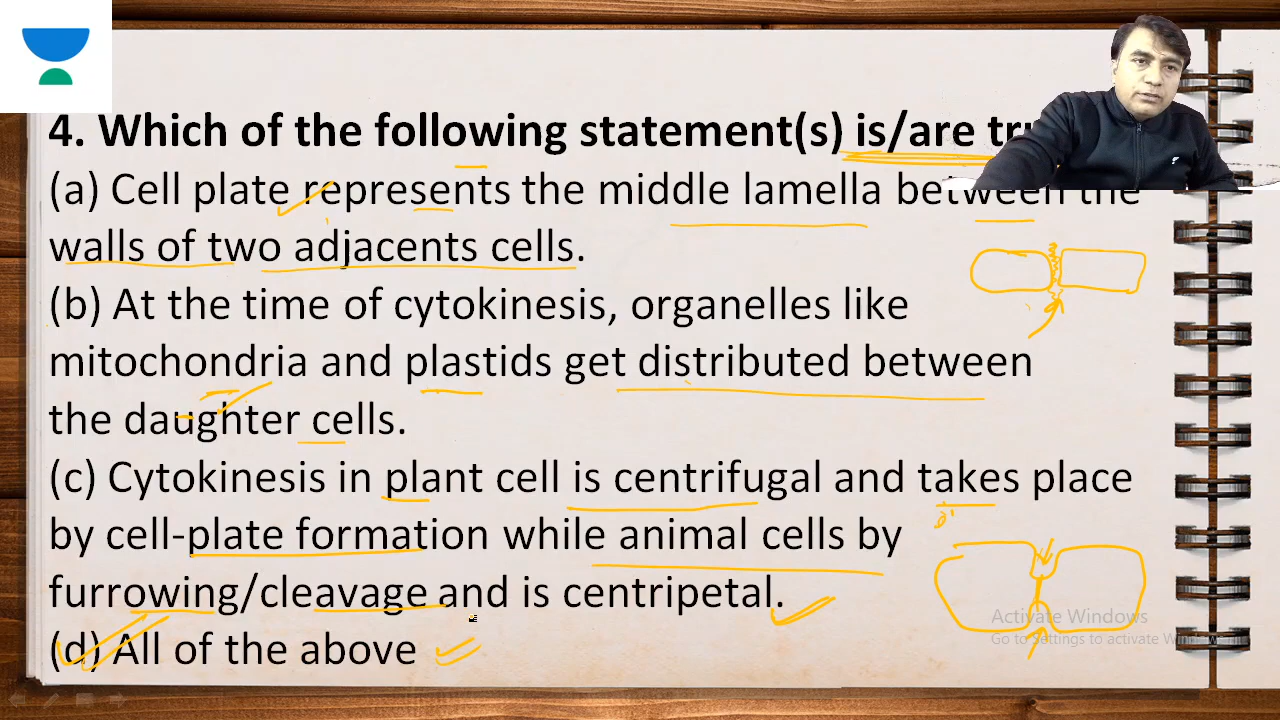 4. Which of the following statement(s) is/are
(a) Cell plate represents the middle lamella between the
walls of two adjacents cells.
(b) At the time of cytokinesis, organelles like
mitochondria and plastids get distributed between
the daughter cells.
(c) Cytokinesis in plant cell is centrifugal and takes place
by cell-plate formation while animal cells by
furrowing/cleavage and is centripetal.
(d) All of the above
Activate Windows
Go to Settings to activate